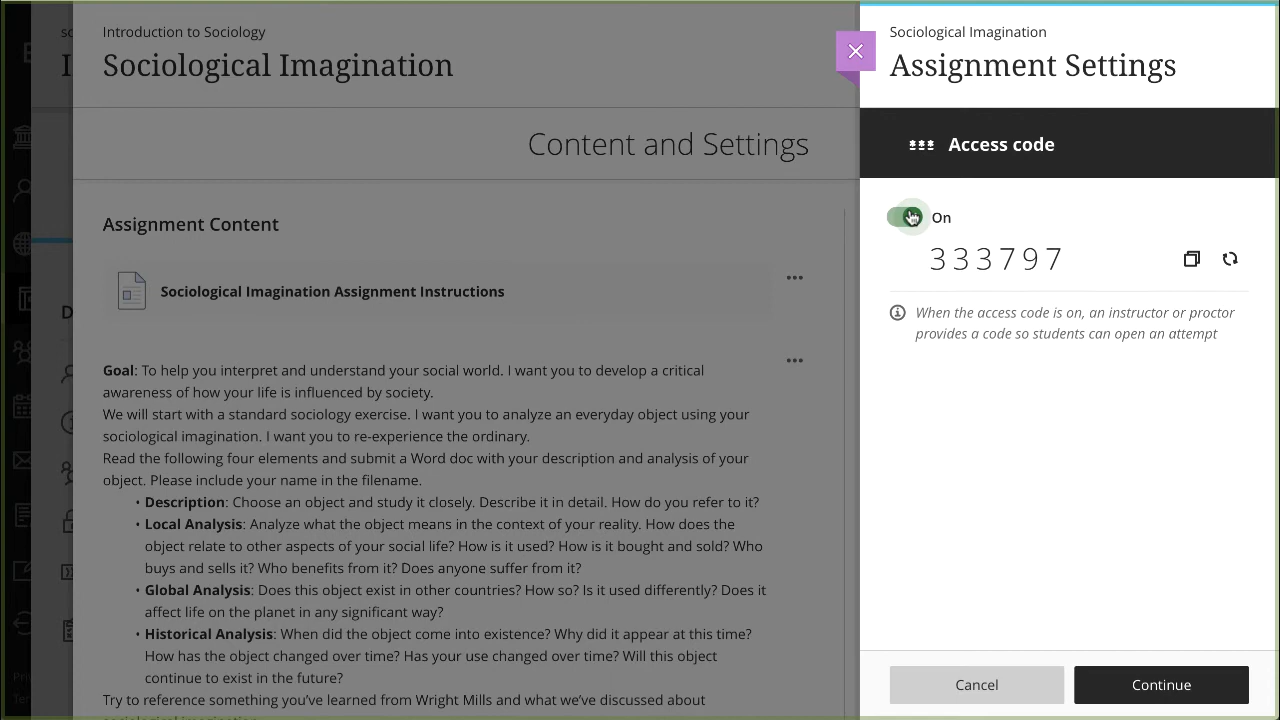 Introduction to Sociology
Sociological Imagination
Content and Settings
Assignment Content
Sociological Imagination Assignment Instructions
Goal: To help you interpret and understand your social world. I want you to develop a critical
awareness of how your life is influenced by society.
We will start with a standard sociology exercise. I want you to analyze an everyday object using your
sociological imagination. I want you to re-experience the ordinary.
Read the following four elements and submit a Word doc with your description and analysis of your
object. Please include your name in the filename.
• Description: Choose an object and study it closely. Describe it in detail. How do you refer to it?
• Local Analysis: Analyze what the object means in the context of your reality. How does the
object relate to other aspects of your social life? How is it used? How is it bought and sold? Who
buys and sells it? Who benefits from it? Does anyone suffer from it?
• Global Analysis: Does this object exist in other countries? How so? Is it used differently? Does it
affect life on the planet in any significant way?
• Historical Analysis: When did the object come into existence? Why did it appear at this time?
How has the object changed over time? Has your use changed over time? Will this object
continue to exist in the future?
Try to reference something you've learned from Wright Mills and what we've discussed about
Sociological Imagination
Assignment Settings
Access code
On
333797
When the access code is on, an instructor or proctor
provides a code so students can open an attempt
Cancel
Continue